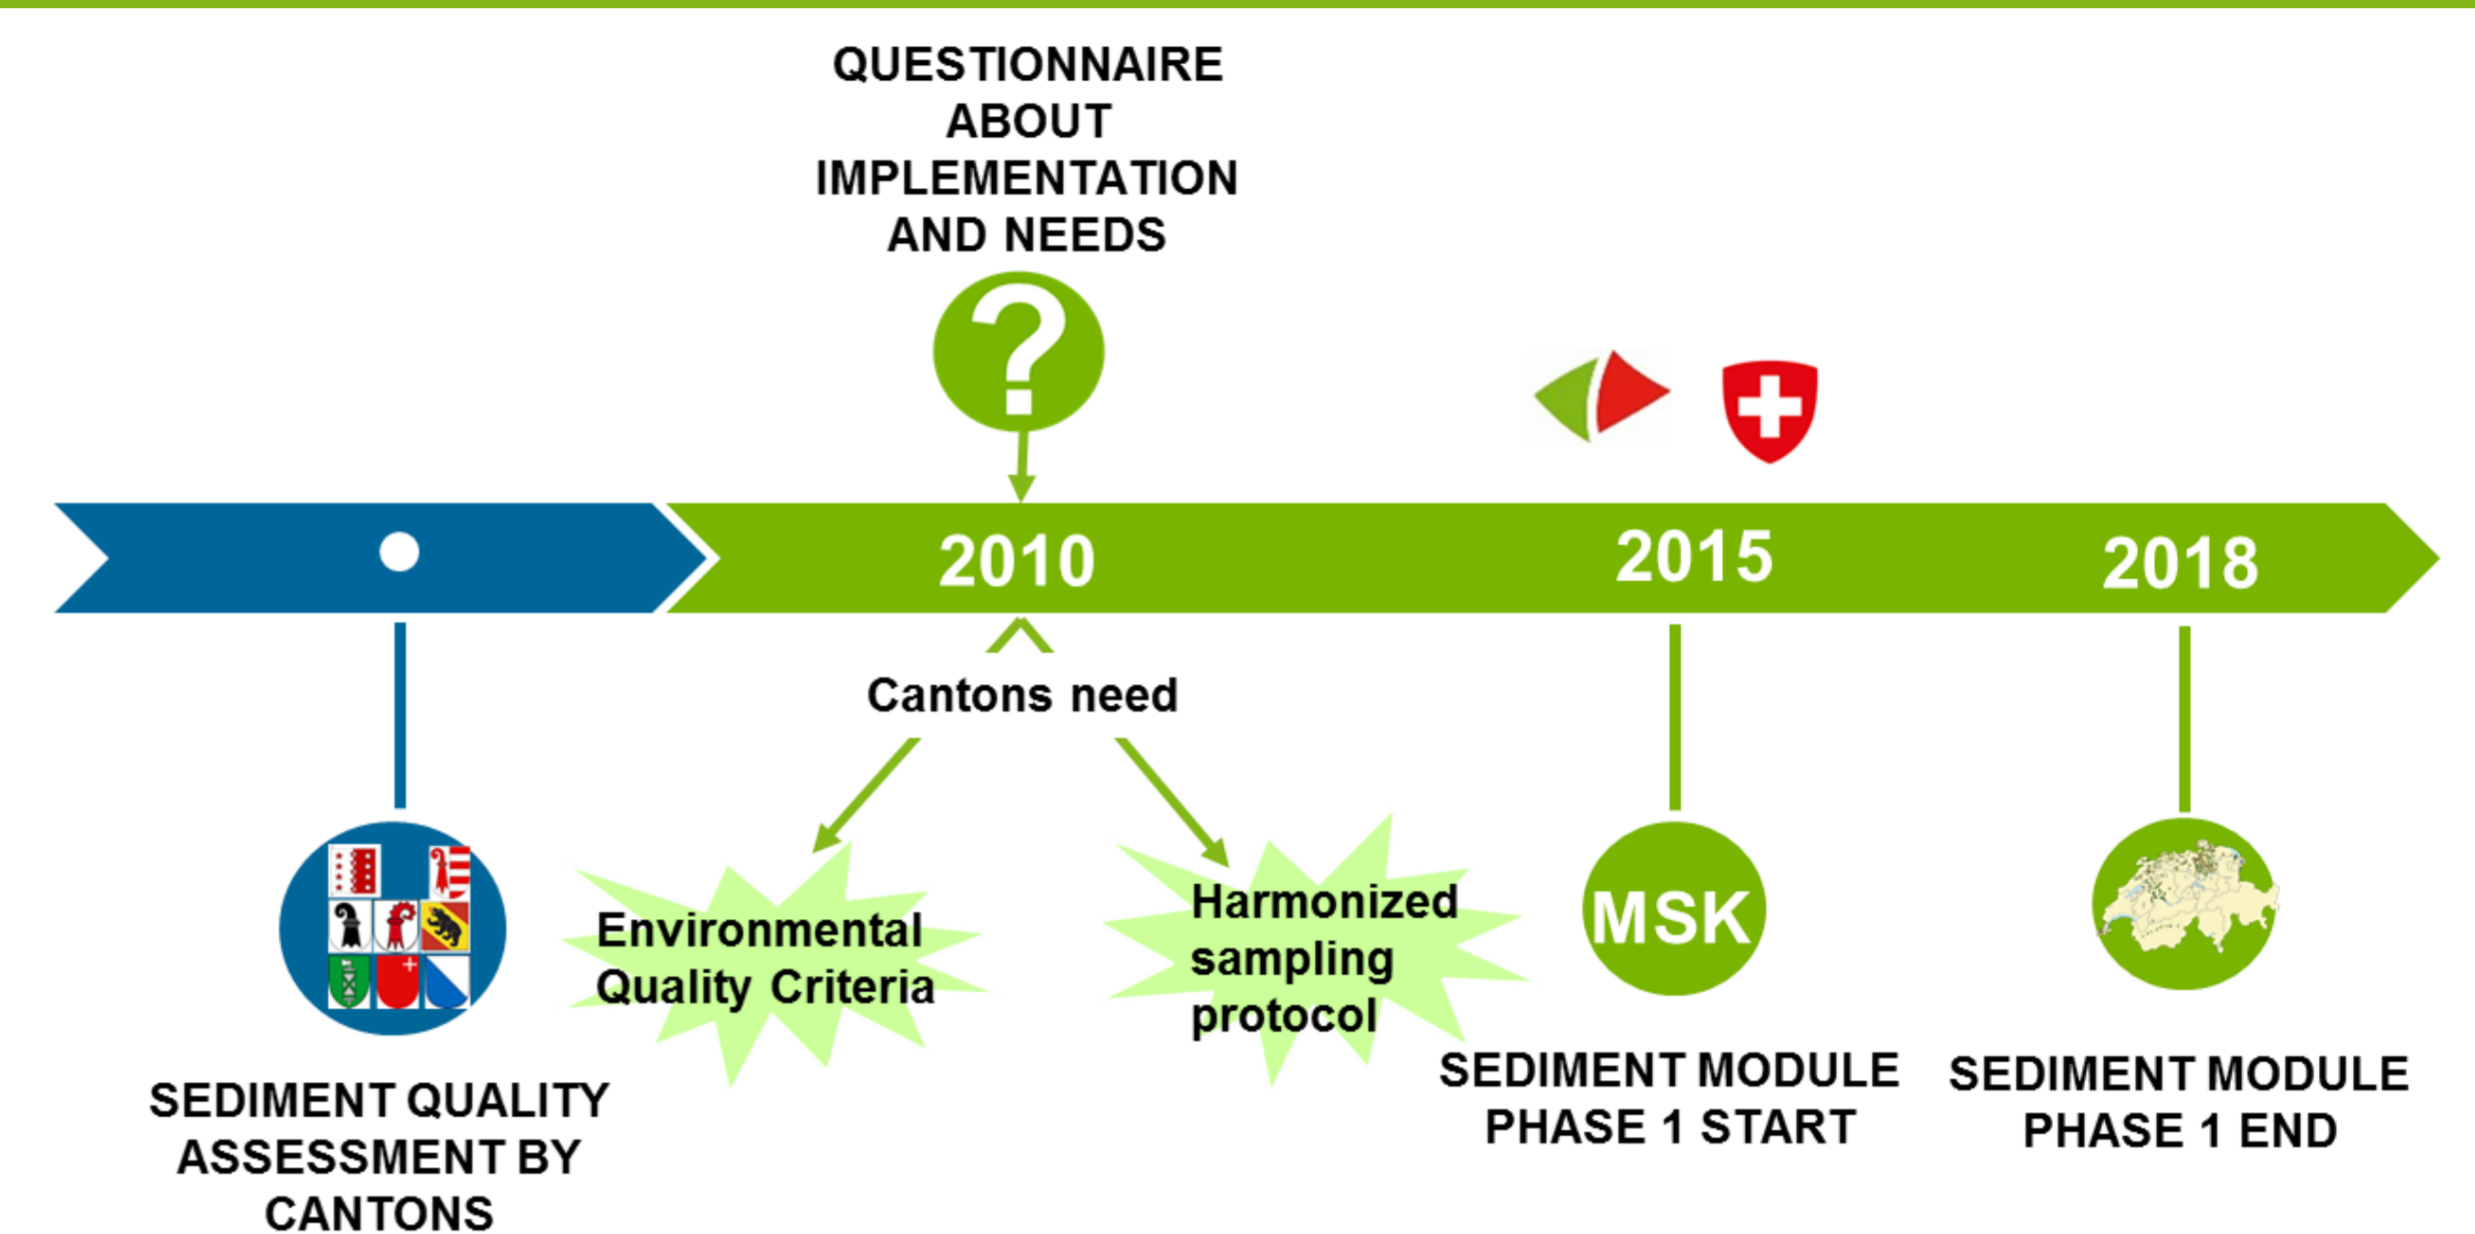 QUESTIONNAIRE
ABOUT
IMPLEMENTATION
AND NEEDS
?
2010
2015
2018
Cantons need
Environmental
Quality Criteria
Harmonized
sampling
protocol
MSK
SEDIMENT QUALITY
ASSESSMENT BY
CANTONS
SEDIMENT MODULE
PHASE 1 START
SEDIMENT MODULE
PHASE 1 END